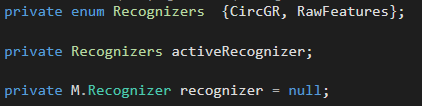 private enum Recognizers  {CircGR, RawFeatures};
private Recognizers activeRecognizer;
private M.Recognizer recognizer = null;